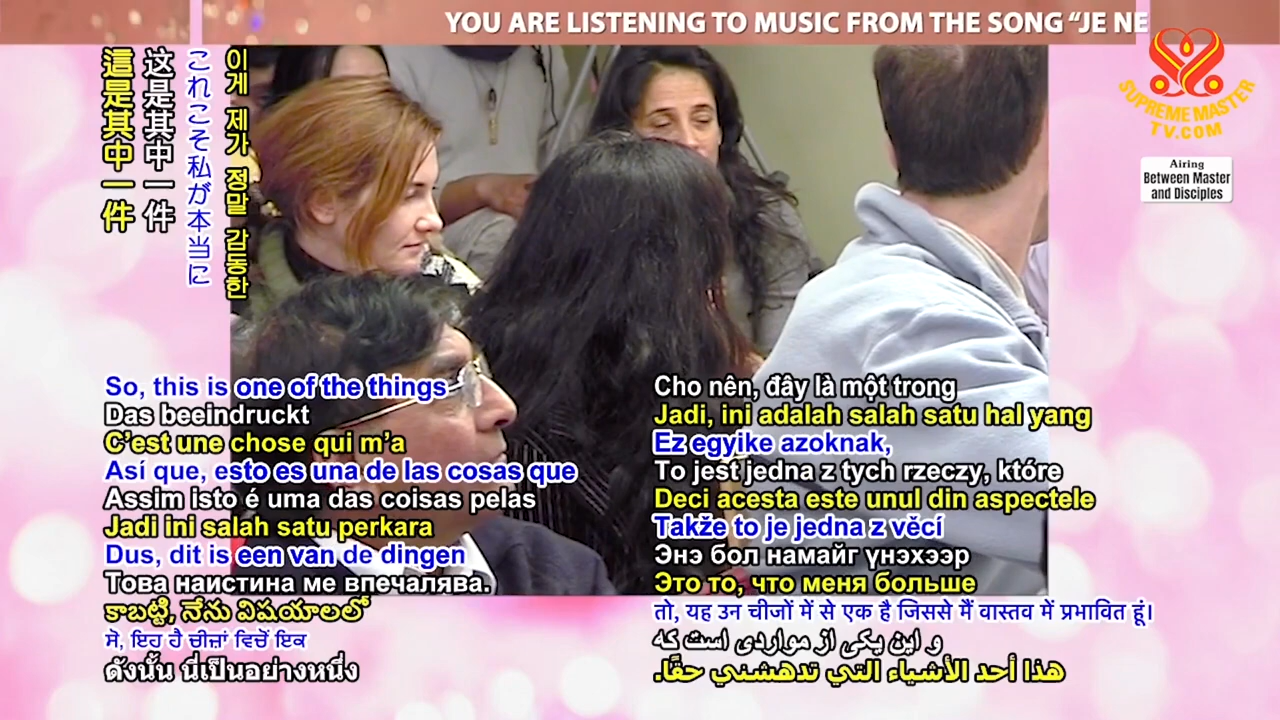 YOU ARE LISTENING TO MUSIC FROM THE SONG “JE NE
SUPREME MASTER
TV.COM
Airing
Between Master
and Disciples
這是其中一件
这是其中一件
これこそ私が本当に
이게 제가 정말 감동한
So, this is one of the things
Das beeindruckt
C’est une chose qui m’a
Así que, esto es una de las cosas que
Assim isto é uma das coisas pelas
Jadi ini salah satu perkara
Dus, dit is een van de dingen
Това наистина ме впечалява.
కాబట్టి, నేను విషయాలలో
ਸੋ, ਇਹ ਹੈ ਚੀਜ਼ਾਂ ਵਿਚੋਂ ਇਕ
ดังนั้น นี่เป็นอย่างหนึ่ง
Cho nên, đây là một trong
Jadi, ini adalah salah satu hal yang
Ez egyike azoknak,
To jest jedna z tych rzeczy, które
Deci acesta este unul din aspectele
Takže to je jedna z věcí
Энэ бол намайг үнэхээр
Это то, что меня больше
तो, यह उन चीजों में से एक है जिससे मैं वास्तव में प्रभावित हूं।
و این یکی از مواردی است که
هذا أحد الأشياء التي تدهشني حقًا.